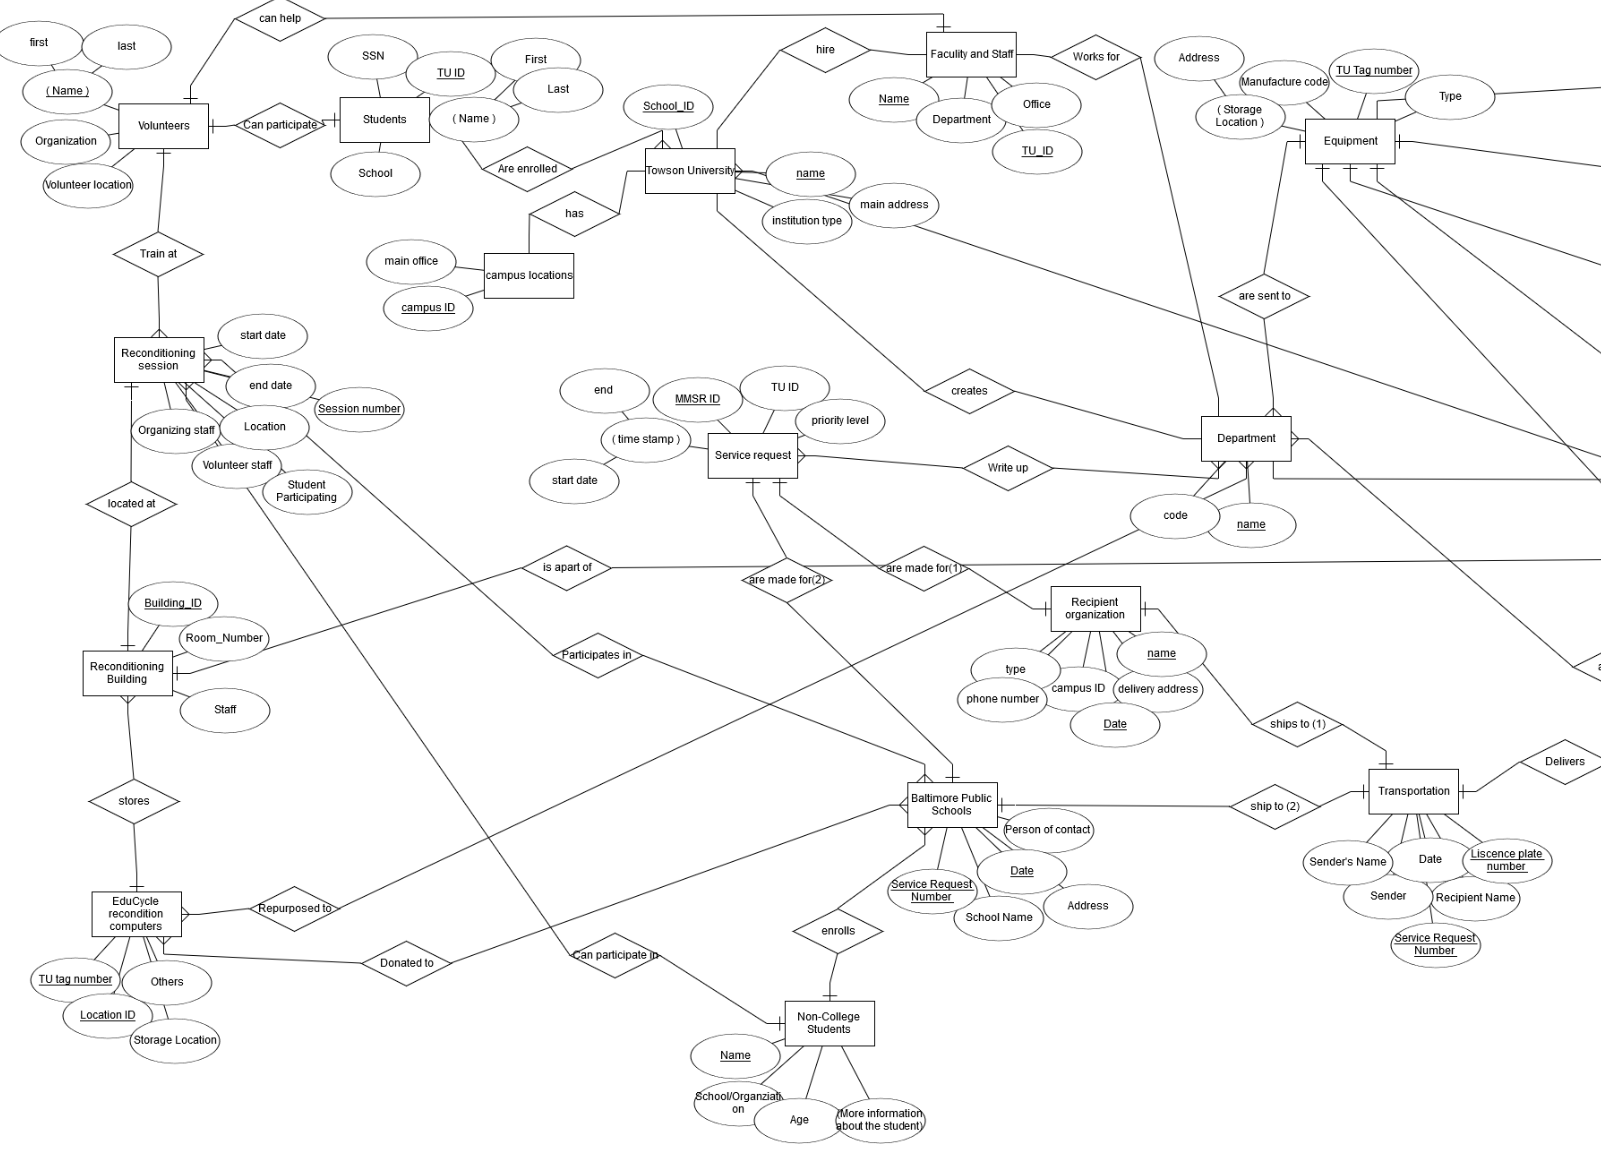 can help
first
last
( Name )
Volunteers
Organization
Volunteer location
Can participate
SSN
TU ID
First
Last
( Name )
Students
School
Are enrolled
School_ID
hire
Faculity and Staff
Works for
Name
Department
Office
TU_ID
Address
Manufacture code
TU Tag number
Type
( Storage
Location )
Equipment
Towson University
name
main address
institution type
has
main office
campus locations
campus ID
Train at
are sent to
start date
Reconditioning
session
end date
Session number
Organizing staff
Location
Volunteer staff
Student
Participating
end
MMSR ID
TU ID
priority level
( time stamp )
Service request
start date
creates
Department
Write up
code
name
located at
is apart of
are made for(2)
are made for(1)
Building_ID
Room_Number
Reconditioning
Building
Staff
Participates in
Recipient
organization
type
name
phone number
campus ID
delivery address
Date
ships to (1)
a
stores
Baltimore Public
Schools
ship to (2)
Transportation
Delivers
Person of contact
Date
Service Request
Number
School Name
Address
Sender's Name
Date
Liscence plate
number
Sender
Recipient Name
Service Request
Number
EduCycle
recondition
computers
Repurposed to
Donated to
enrolls
Can participate in
TU tag number
Others
Location ID
Storage Location
Non-College
Students
Name
School/Organziati
on
Age
(More information
about the student)